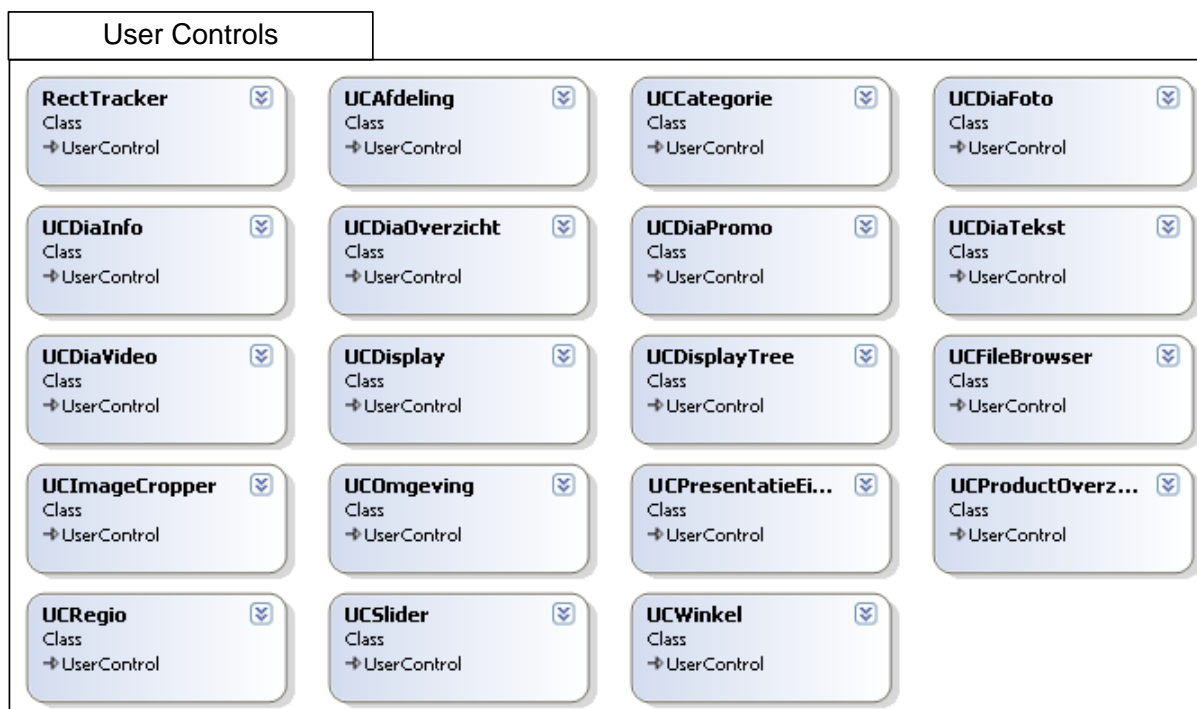 User Controls
RectTracker
Class
UserControl
UCAfdeling
Class
UserControl
UCCategorie
Class
UserControl
UCDiaFoto
Class
UserControl
UCDiaInfo
Class
UserControl
UCDiaOverzicht
Class
UserControl
UCDiaPromo
Class
UserControl
UCDiaTekst
Class
UserControl
UCDiaVideo
Class
UserControl
UCDisplay
Class
UserControl
UCDisplayTree
Class
UserControl
UCFileBrowser
Class
UserControl
UCImageCropper
Class
UserControl
UCOmgeving
Class
UserControl
UCPresentatieEi...
Class
UserControl
UCProductOverz...
Class
UserControl
UCRegio
Class
UserControl
UCSlider
Class
UserControl
UCWinkel
Class
UserControl